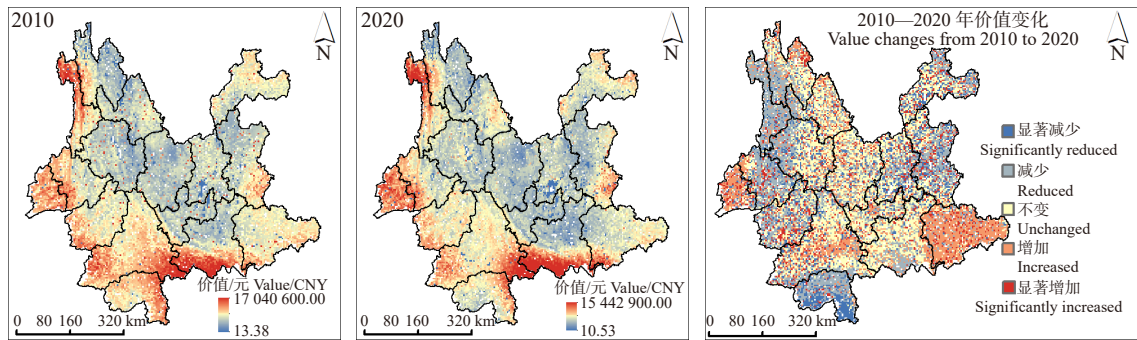 2010
N
价值/元 Value/CNY
17 040 600.00
13.38
0 80 160 320 km
2020
N
价值/元 Value/CNY
15 442 900.00
10.53
0 80 160 320 km
2010—2020 年价值变化
Value changes from 2010 to 2020
N
显著减少
Significantly reduced
减少
Reduced
不变
Unchanged
增加
Increased
显著增加
Significantly increased
0 80 160 320 km